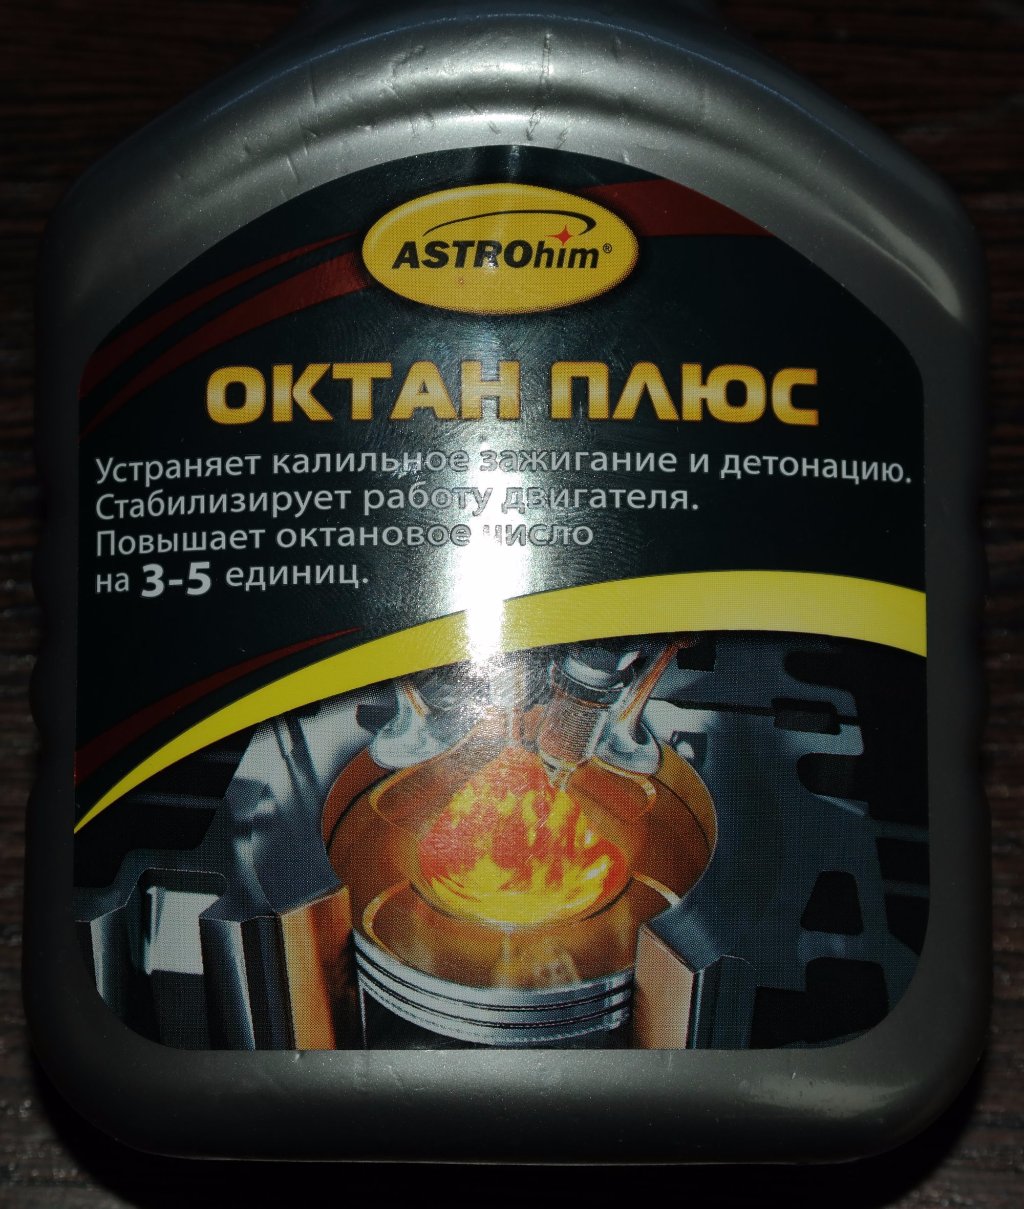 ASTROhim®
ОКТАН ПЛЮС
Устраняет калильное зажигание и детонацию.
Стабилизирует работу двигателя.
Повышает октановое число
на 3-5 единиц.